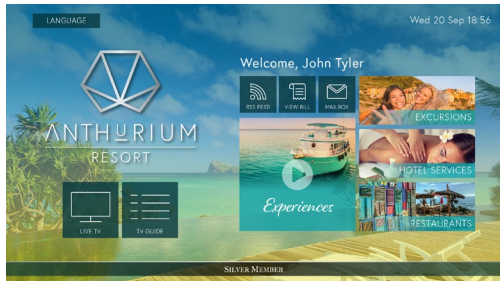 LANGUAGE
Wed 20 Sep 18:56
Welcome, John Tyler
RSS FEED
VIEW BILL
MAILBOX
EXCURSIONS
ANTHURIUM
RESORT
HOTEL SERVICES
Experiences
RESTAURANTS
LIVE TV
TV GUIDE
SILVER MEMBER